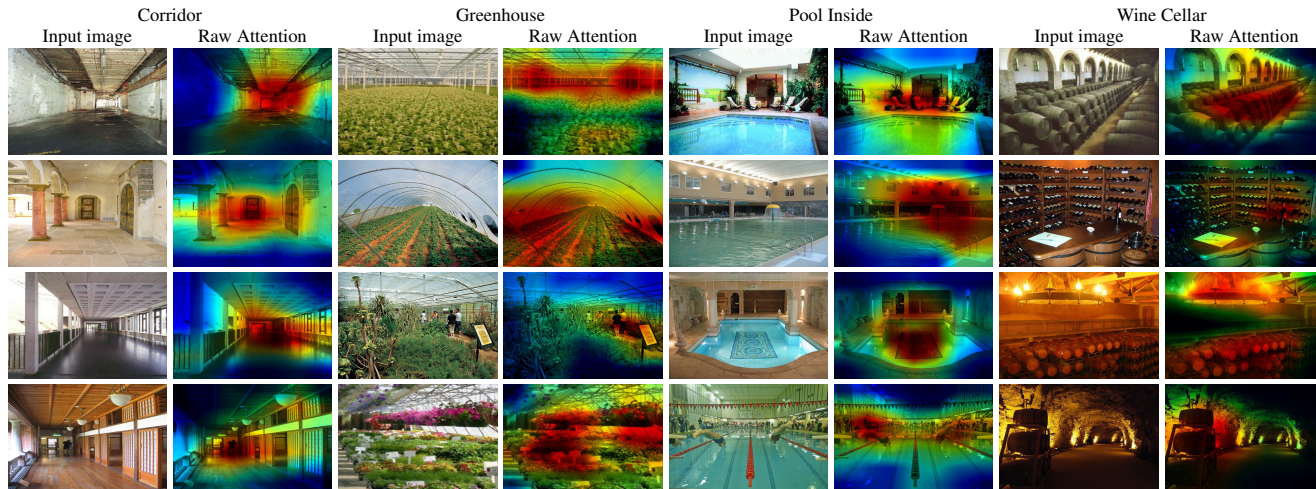 Corridor Greenhouse Pool Inside Wine Cellar
Input image Raw Attention Input image Raw Attention Input image Raw Attention Input image Raw Attention